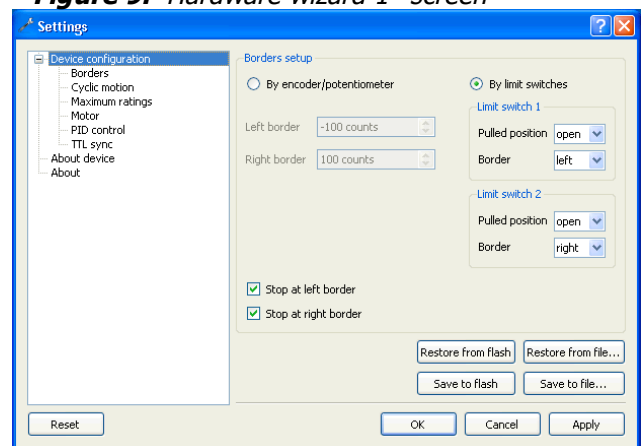 Figure 9. Hardware wizard 1 screen
Settings
Device configuration
Borders
Cyclic motion
Maximum ratings
Motor
PID control
TTL sync
About device
About
Borders setup
By encoder/potentiometer
By limit switches
Left border -100 counts
Right border 100 counts
Limit switch 1
Pulled position open
Border left
Limit switch 2
Pulled position open
Border right
Stop at left border
Stop at right border
Restore from flash Restore from file...
Save to flash Save to file...
Reset OK Cancel Apply